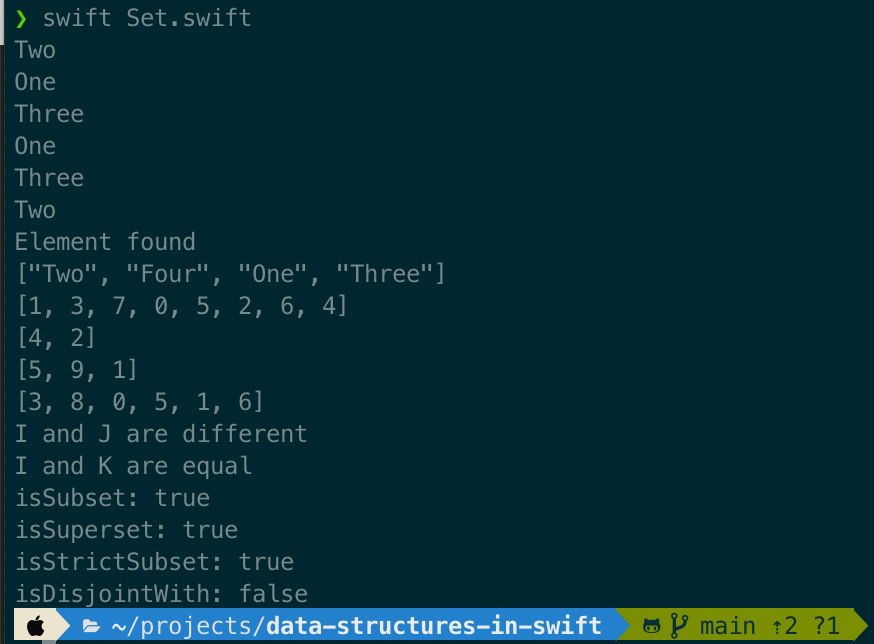 ❯ swift Set.swift
Two
One
Three
One
Three
Two
Element found
["Two", "Four", "One", "Three"]
[1, 3, 7, 0, 5, 2, 6, 4]
[4, 2]
[5, 9, 1]
[3, 8, 0, 5, 1, 6]
I and J are different
I and K are equal
isSubset: true
isSuperset: true
isStrictSubset: true
isDisjointWith: false
~/projects/data-structures-in-swift main ⇡2 ?1